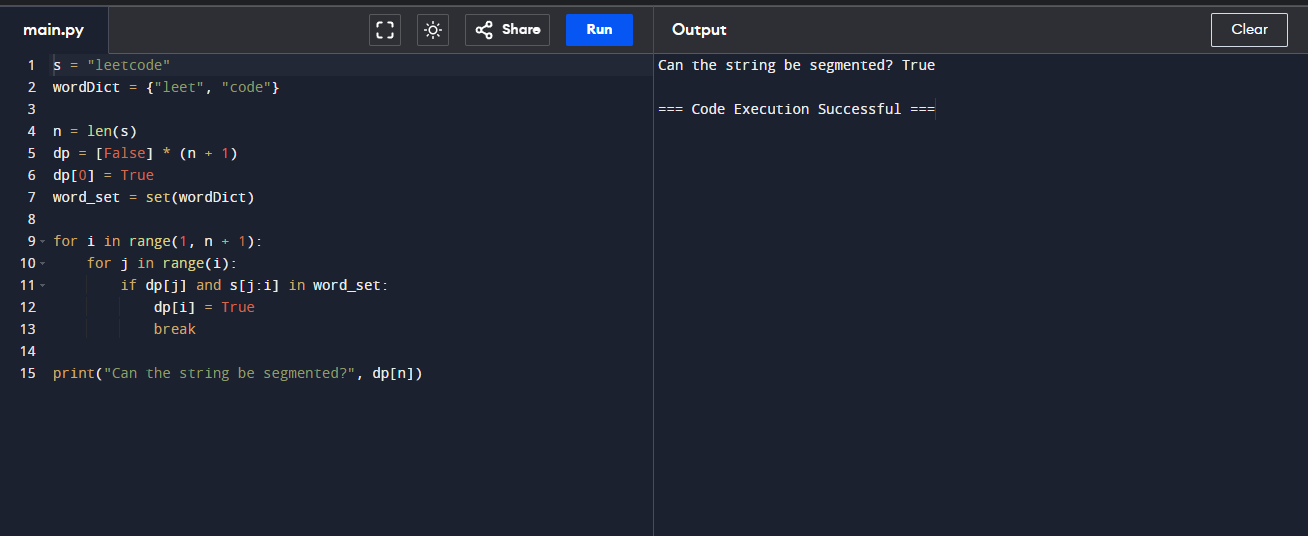 main.py
Share
Run
Output
Clear
1 s = "leetcode"
2 wordDict = {"leet", "code"}
3
4 n = len(s)
5 dp = [False] * (n + 1)
6 dp[0] = True
7 word_set = set(wordDict)
8
9 for i in range(1, n + 1):
10     for j in range(i):
11         if dp[j] and s[j:i] in word_set:
12             dp[i] = True
13             break
14
15 print("Can the string be segmented?", dp[n])
Can the string be segmented? True
=== Code Execution Successful ===